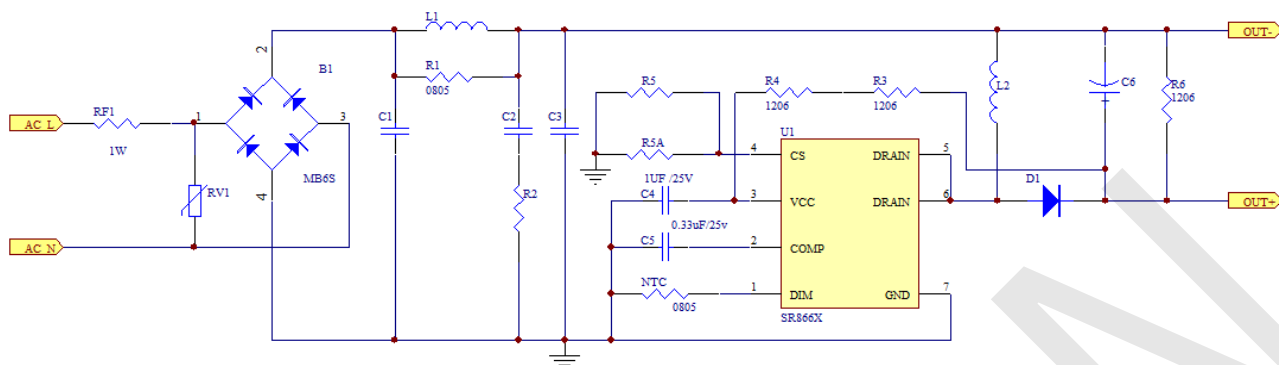 L1
OUT-
2
B1
R1
0805
R5
R4
1206
R3
1206
L2
C6
R6
1206
AC_L
RF1
1W
1
3
C1
C2
C3
U1
R5A
4
CS
DRAIN
5
MB6S
4
RV1
R2
1UF /25V
C4
3
VCC
DRAIN
6
D1
OUT+
0.33uF/25v
AC_N
C5
2
COMP
NTC
0805
1
DIM
GND
7
SR866X